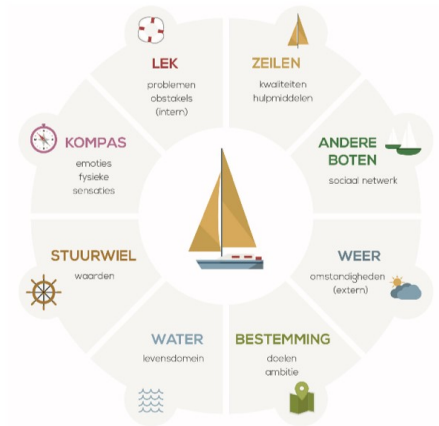 LEK
problemen
obstakels
(intern)
ZEILEN
kwaliteiten
hulpmiddelen
ANDERE
BOTEN
sociaal netwerk
WEER
omstandigheden
(extern)
BESTEMMING
doelen
ambitie
WATER
levensdomein
STUURWIEL
waarden
KOMPAS
emoties
fysieke
sensaties